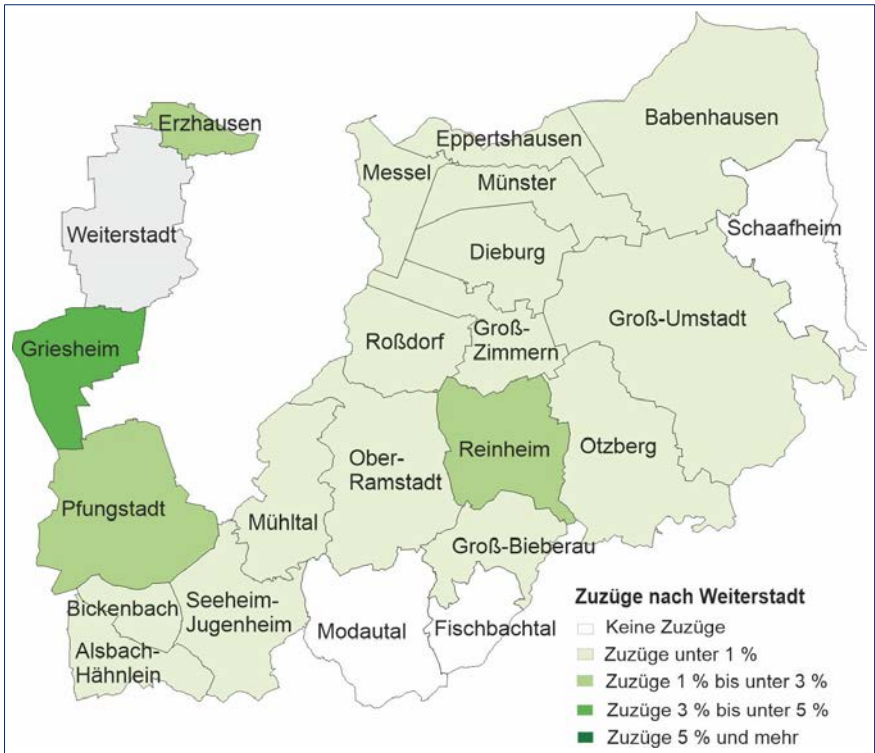 Erzhausen
Babenhausen
Eppertshausen
Messel
Münster
Schaafheim
Weiterstadt
Dieburg
Groß-Umstadt
Griesheim
Roßdorf
Groß-
Zimmern
Reinheim
Otzberg
Ober-
Ramstadt
Pfungstadt
Mühltal
Groß-Bieberau
Bickenbach
Seeheim-
Jugenheim
Modautal
Fischbachtal
Alsbach-
Hähnlein
Zuzüge nach Weiterstadt
Keine Zuzüge
Zuzüge unter 1 %
Zuzüge 1 % bis unter 3 %
Zuzüge 3 % bis unter 5 %
Zuzüge 5 % und mehr